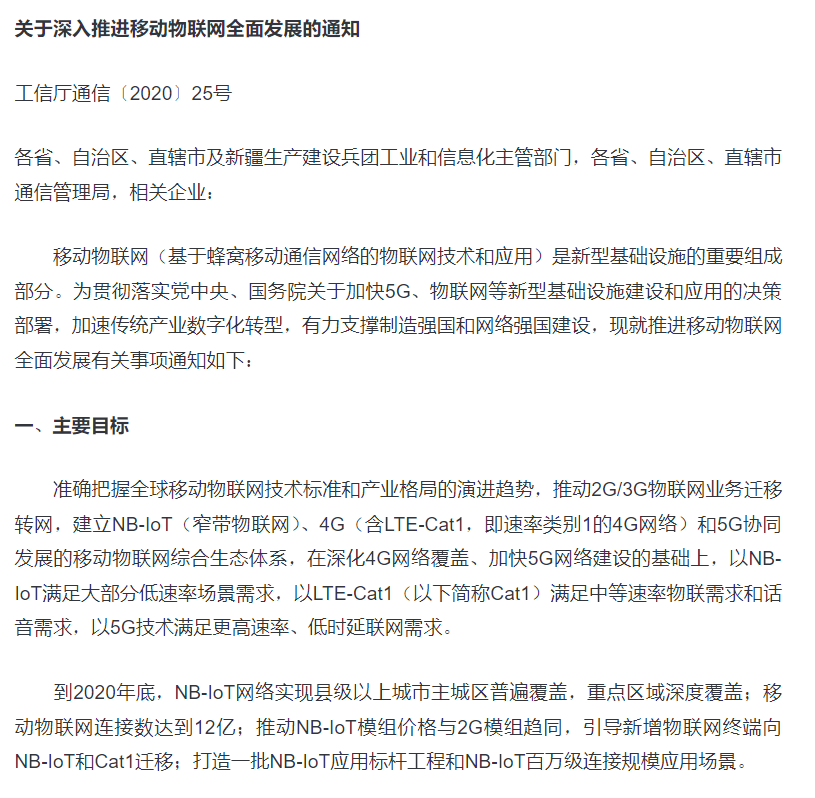 关于深入推进移动物联网全面发展的通知
工信厅通信〔2020〕25号
各省、自治区、直辖市及新疆生产建设兵团工业和信息化主管部门，各省、自治区、直辖市
通信管理局，相关企业：
移动物联网（基于蜂窝移动通信网络的物联网技术和应用）是新型基础设施的重要组成
部分。为贯彻落实党中央、国务院关于加快5G、物联网等新型基础设施建设和应用的决策
部署，加速传统产业数字化转型，有力支撑制造强国和网络强国建设，现就推进移动物联网
全面发展有关事项通知如下：
一、主要目标
准确把握全球移动物联网技术标准和产业格局的演进趋势，推动2G/3G物联网业务迁移
转网，建立NB-IoT（窄带物联网）、4G（含LTE-Cat1，即速率类别1的4G网络）和5G协同
发展的移动物联网综合生态体系，在深化4G网络覆盖、加快5G网络建设的基础上，以NB-
IoT满足大部分低速率场景需求，以LTE-Cat1（以下简称Cat1）满足中等速率物联需求和话
音需求，以5G技术满足更高速率、低时延联网需求。
到2020年底，NB-IoT网络实现县级以上城市主城区普遍覆盖，重点区域深度覆盖；移
动物联网连接数达到12亿；推动NB-IoT模组价格与2G模组趋同，引导新增物联网终端向
NB-IoT和Cat1迁移；打造一批NB-IoT应用标杆工程和NB-IoT百万级连接规模应用场景。